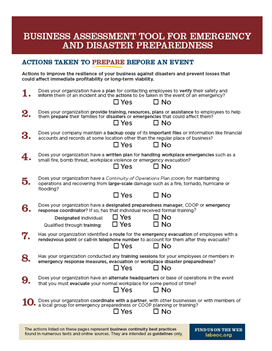 BUSINESS ASSESSMENT TOOL FOR EMERGENCY
AND DISASTER PREPAREDNESS
ACTIONS TAKEN TO PREPARE BEFORE AN EVENT
Actions to improve the resilience of your business against disasters and prevent losses that
could affect immediate profitability or long-term viability.
1. Does your organization have a plan for contacting employees to verify their safety and
inform them of an incident and the actions to be taken in the event of an emergency?
Yes No
2. Does your organization provide training, resources, plans or assistance to employees to help
them prepare their families for disasters or emergencies that could affect them?
Yes No
3. Does your company maintain a backup copy of its important files or information like financial
accounts and records at some location other than the regular place of business?
Yes No
4. Does your organization have a written plan for handling workplace emergencies such as a
small fire, bomb threat, workplace violence or emergency evacuation?
Yes No
5. Does your organization have a Continuity of Operations Plan (COOP) for maintaining
operations and recovering from large-scale damage such as a fire, tornado, hurricane or
flooding?
Yes No
6. Does your organization have a designated preparedness manager, COOP or emergency
response coordinator? If so, has that individual received formal training?
Designated individual: Yes No
Qualified through training: Yes No
7. Has your organization identified a route for the emergency evacuation of employees with a
rendezvous point or call-in telephone number to account for them after they evacuate?
Yes No
8. Has your organization conducted any training sessions for your employees or members in
emergency response measures, evacuation or workplace disaster preparedness?
Yes No
9. Does your organization have an alternate headquarters or base of operations in the event
that you must evacuate your normal workplace for some period of time?
Yes No
10. Does your organization coordinate with a partner, with other businesses or with members of
a local group for emergency preparedness or COOP planning or training?
Yes No
The actions listed on these pages represent business continuity best practices
found in numerous texts and online sources. They are intended as guidelines only.
FIND US ON THE WEB
labeoc.org